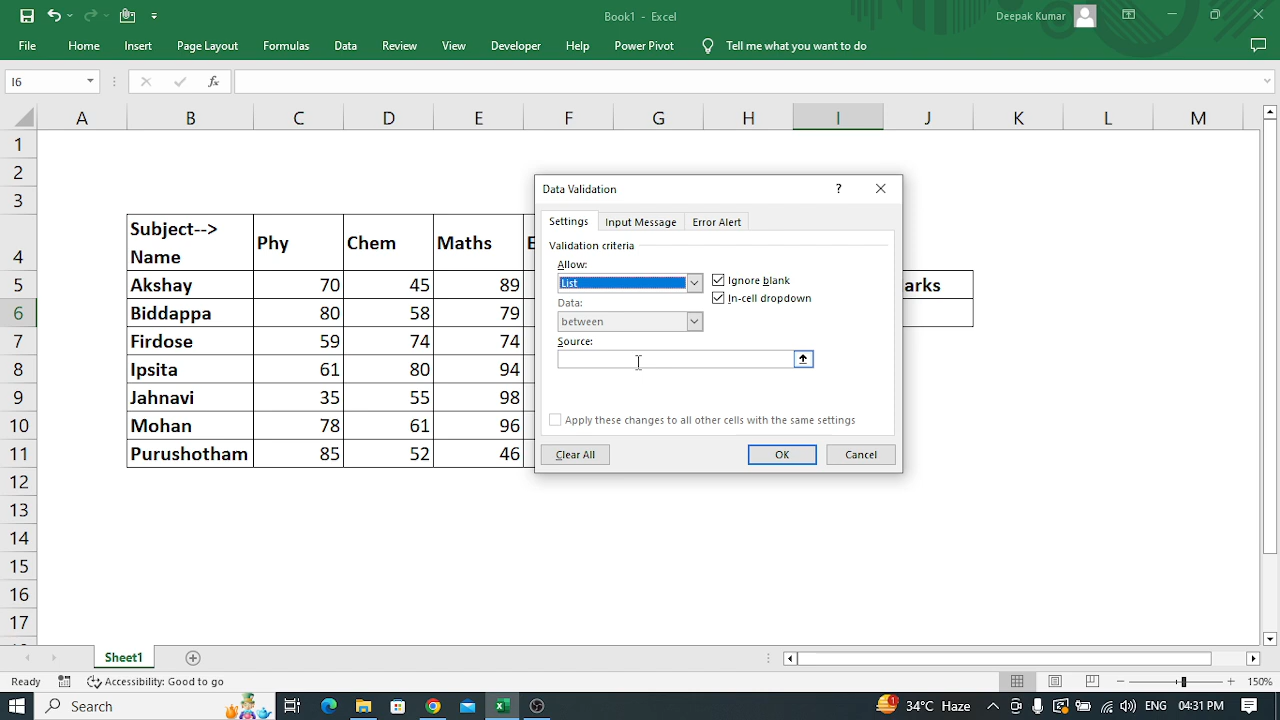 Book1 - Excel
Deepak Kumar
File Home Insert Page Layout Formulas Data Review View Developer Help Power Pivot Tell me what you want to do
I6 fx
A B C D E F G H I J K L M
1
2
3
4 Subject--> Name Phy Chem Maths
5 Akshay 70 45 89 arks
6 Biddappa 80 58 79
7 Firdose 59 74 74
8 Ipsita 61 80 94
9 Jahnavi 35 55 98
10 Mohan 78 61 96
11 Purushotham 85 52 46
12
13
14
15
16
17
Data Validation ?
Settings Input Message Error Alert
Validation criteria
Allow:
List Ignore blank
Data: In-cell dropdown
between
Source:
Apply these changes to all other cells with the same settings
Clear All OK Cancel
Sheet1
Ready Accessibility: Good to go 150%
Search 1 34°C Haze ENG 04:31 PM